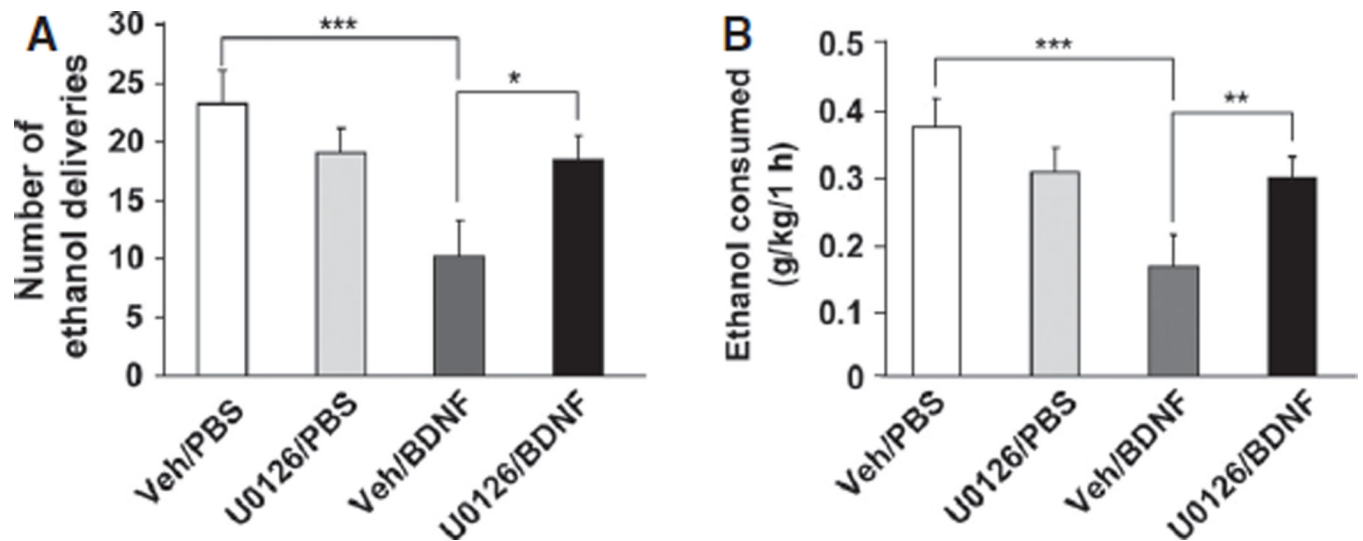 A
Number of
ethanol deliveries
30
25
20
15
10
5
0
***
*
Veh/PBS
U0126/PBS
Veh/BDNF
U0126/BDNF
B
Ethanol consumed
(g/kg/1 h)
0.5
0.4
0.3
0.2
0.1
0
***
**
Veh/PBS
U0126/PBS
Veh/BDNF
U0126/BDNF